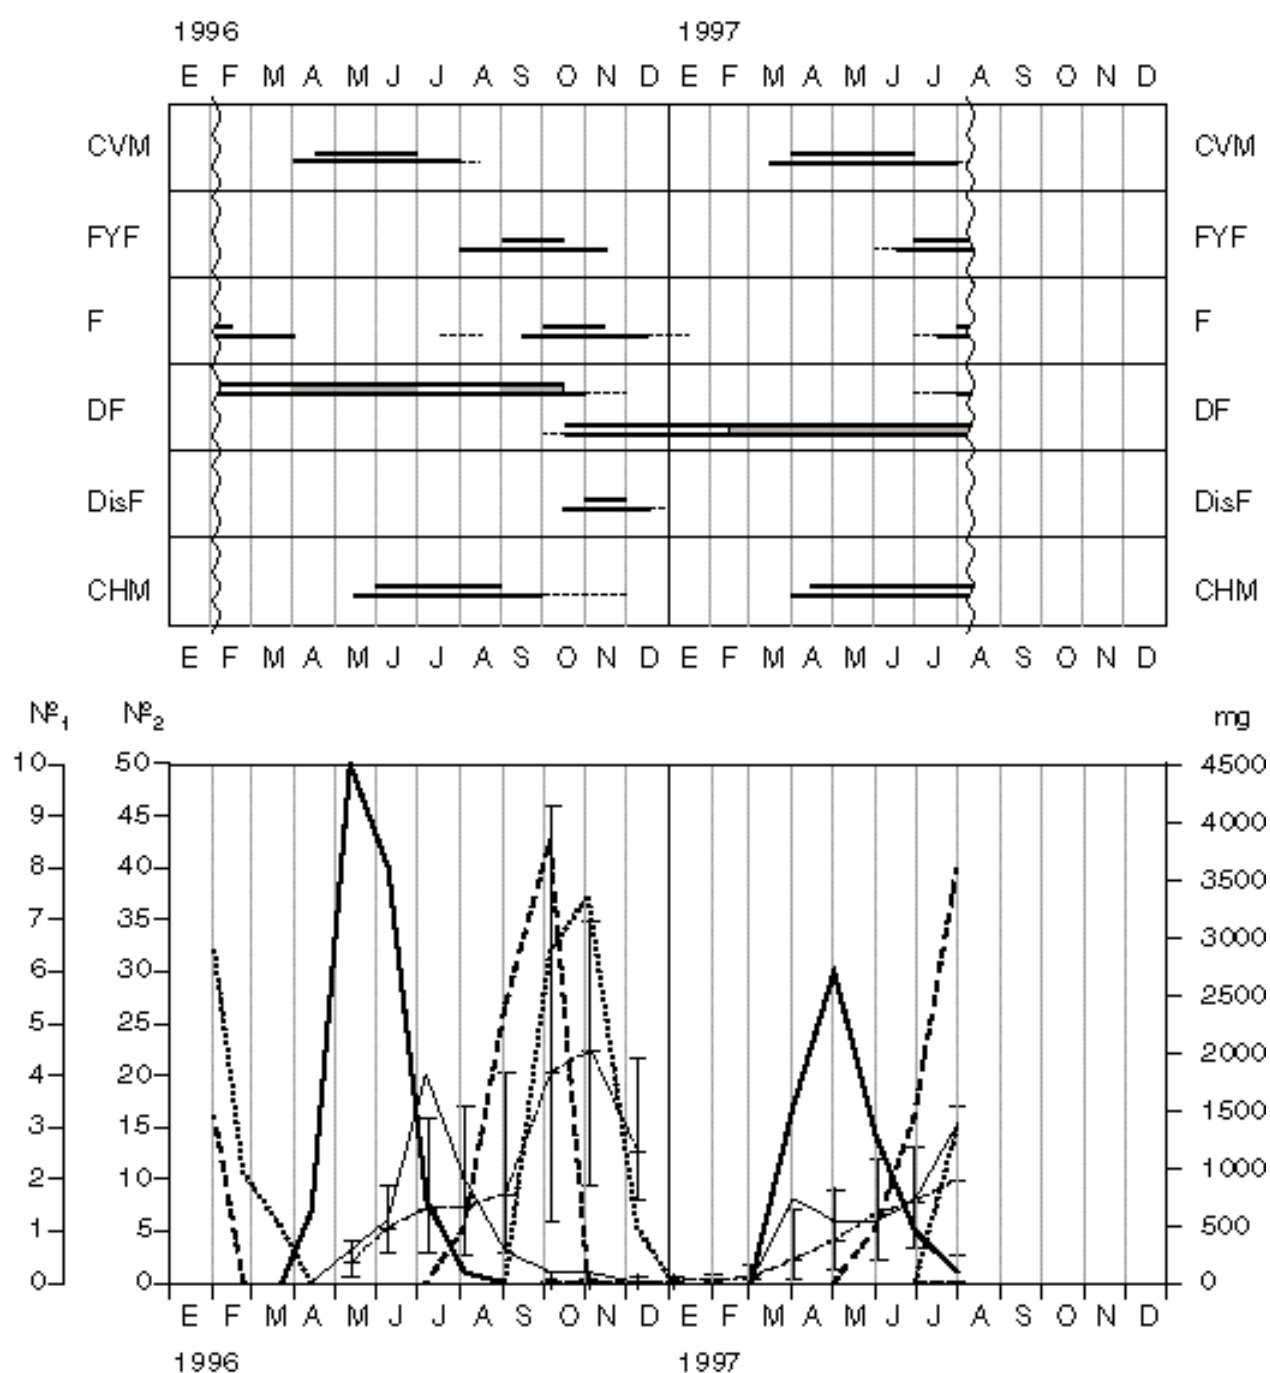 1996 1997
E F M A M J J A S O N D E F M A M J J A S O N D
CVM CVM
FYF FYF
F F
DF DF
DisF DisF
CHM CHM
E F M A M J J A S O N D E F M A M J J A S O N D
Nº1 Nº2 mg
10 50 4500
9 45 4000
8 40 3500
7 35 3000
6 30 2500
5 25 2000
4 20 1500
3 15 1000
2 10 500
1 5 0
0 0
E F M A M J J A S O N D E F M A M J J A S O N D
1996 1997